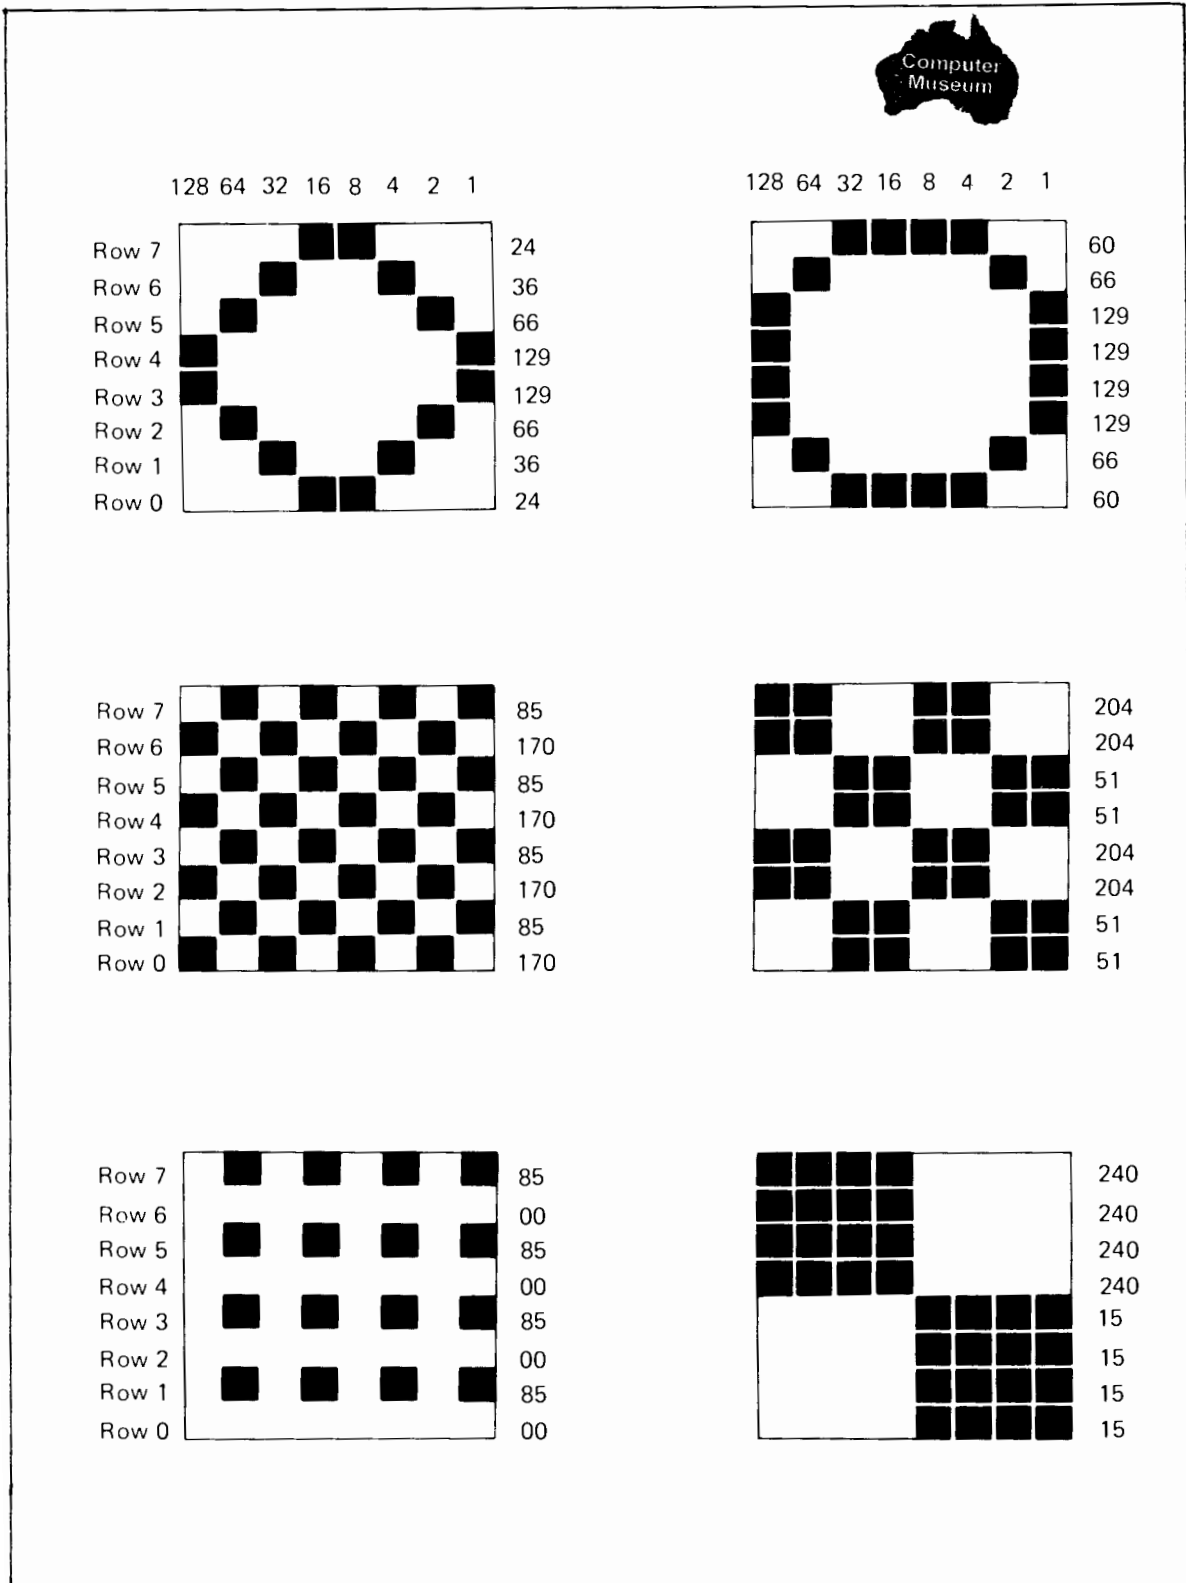 Computer
Museum
128 64 32 16 8 4 2 1
128 64 32 16 8 4 2 1
Row 7 24 60
Row 6 36 66
Row 5 66 129
Row 4 129 129
Row 3 129 129
Row 2 66 129
Row 1 36 66
Row 0 24 60
Row 7 85 204
Row 6 170 204
Row 5 85 51
Row 4 170 51
Row 3 85 204
Row 2 170 204
Row 1 85 51
Row 0 170 51
Row 7 85 240
Row 6 00 240
Row 5 85 240
Row 4 00 240
Row 3 85 15
Row 2 00 15
Row 1 85 15
Row 0 00 15